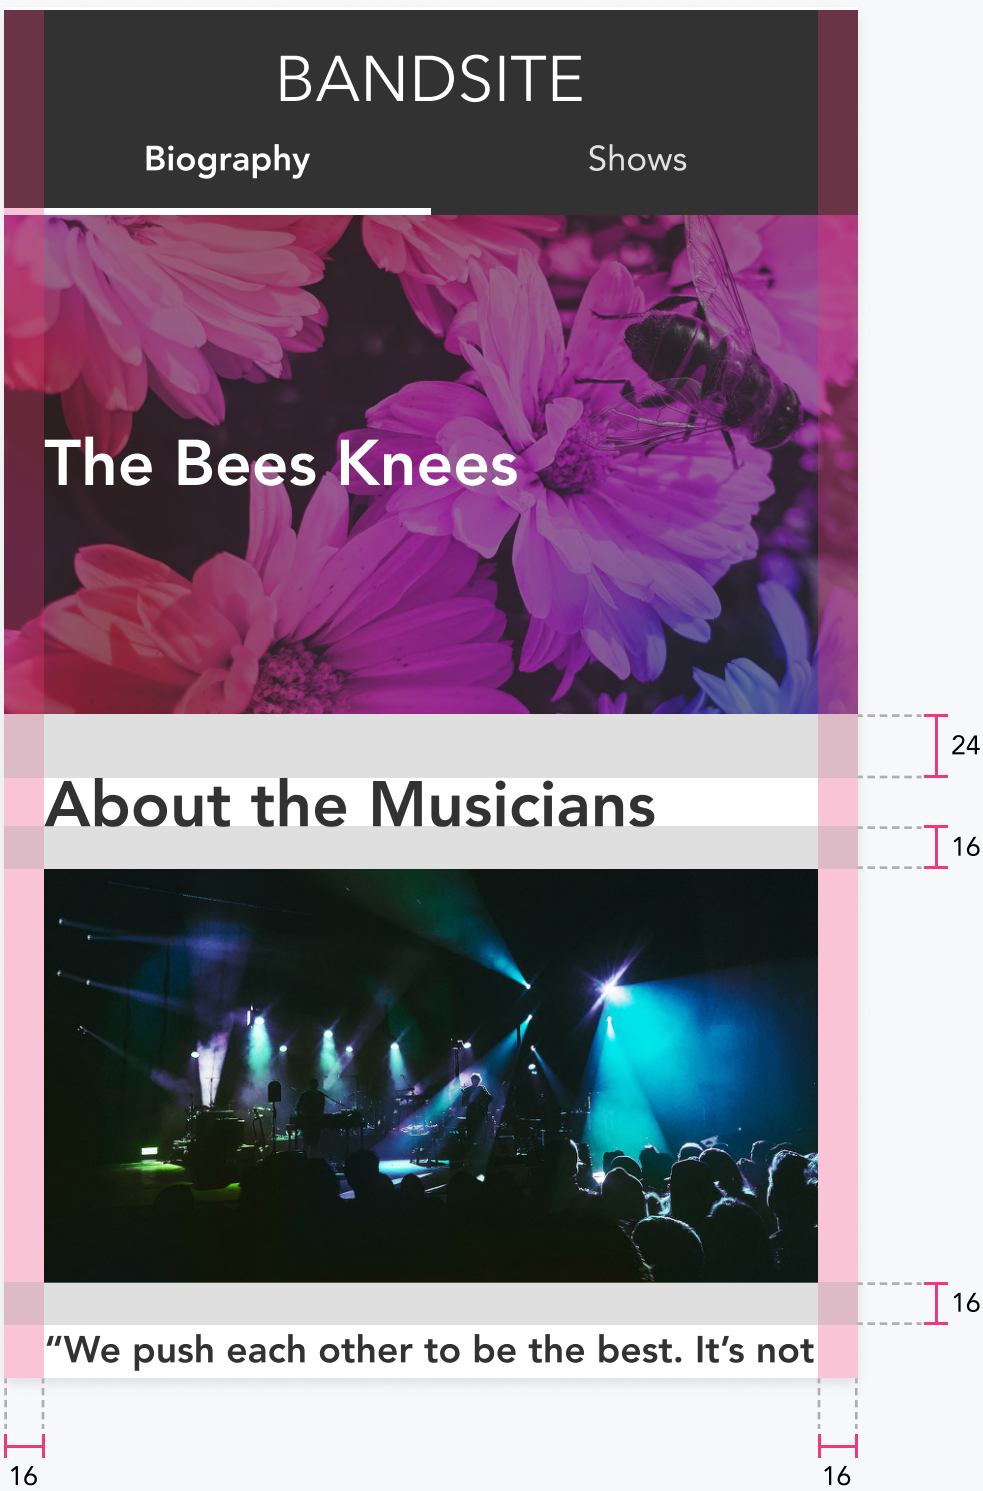 BANDSITE
Biography Shows
The Bees Knees
24
About the Musicians
16
16
“We push each other to be the best. It’s not
16 16